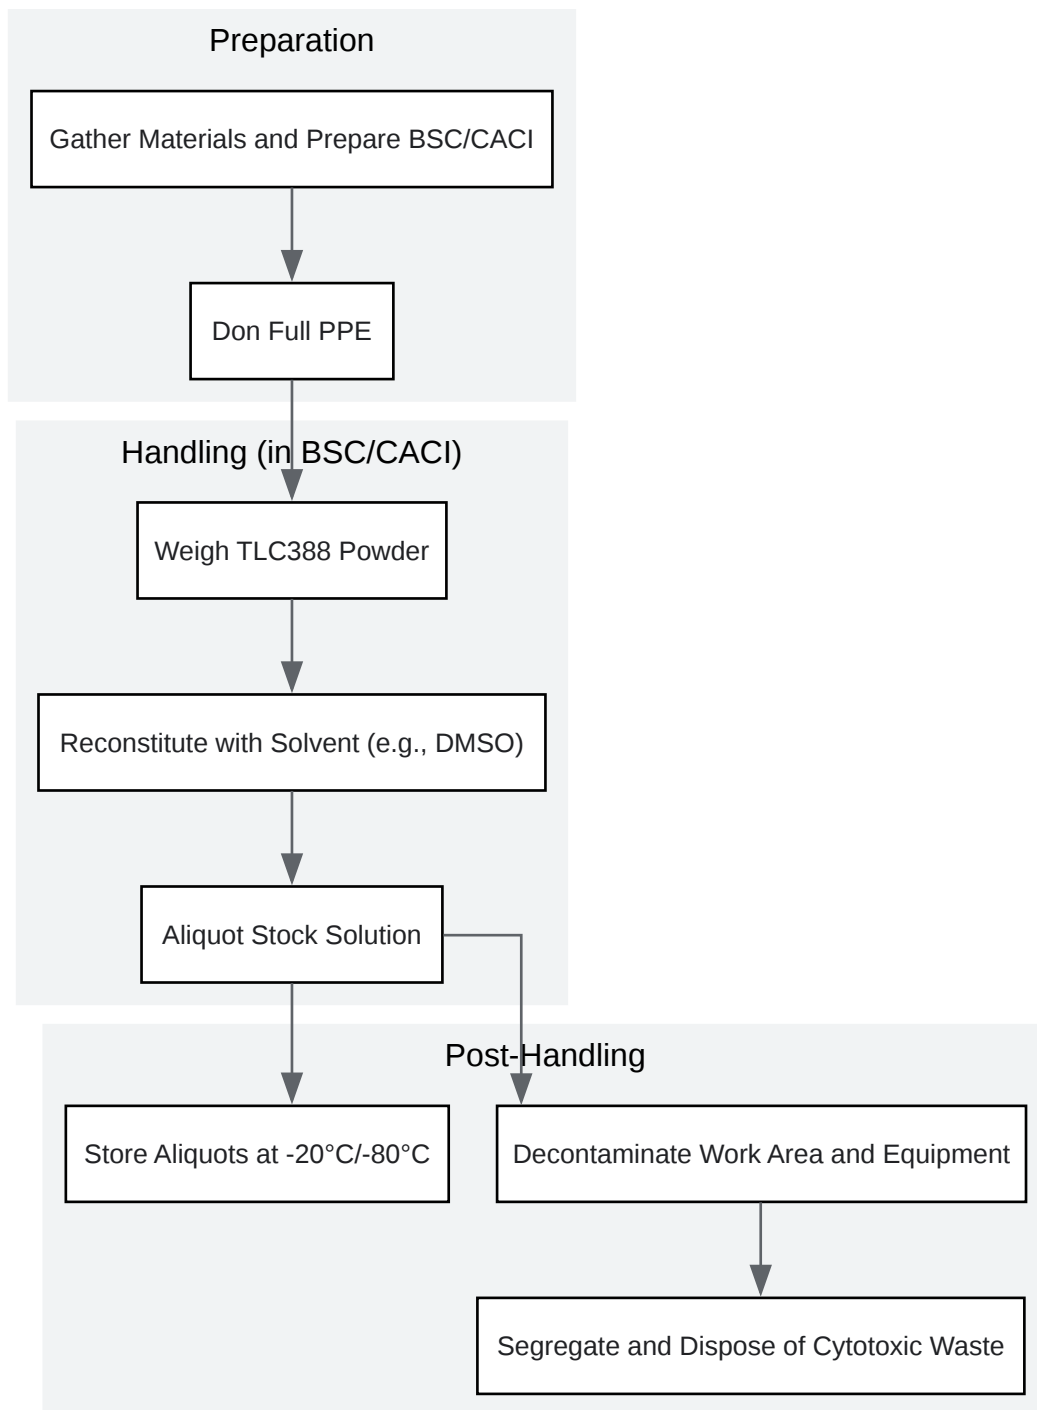 Preparation
Gather Materials and Prepare BSC/CACI
Don Full PPE
Handling (in BSC/CACI)
Weigh TLC388 Powder
Reconstitute with Solvent (e.g., DMSO)
Aliquot Stock Solution
Post-Handling
Store Aliquots at -20°C/-80°C
Decontaminate Work Area and Equipment
Segregate and Dispose of Cytotoxic Waste